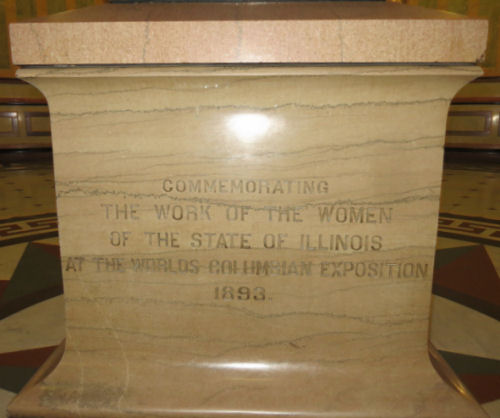 COMMEMORATING
THE WORK OF THE WOMEN
OF THE STATE OF ILLINOIS
AT THE WORLDS COLUMBIAN EXPOSITION
1893.